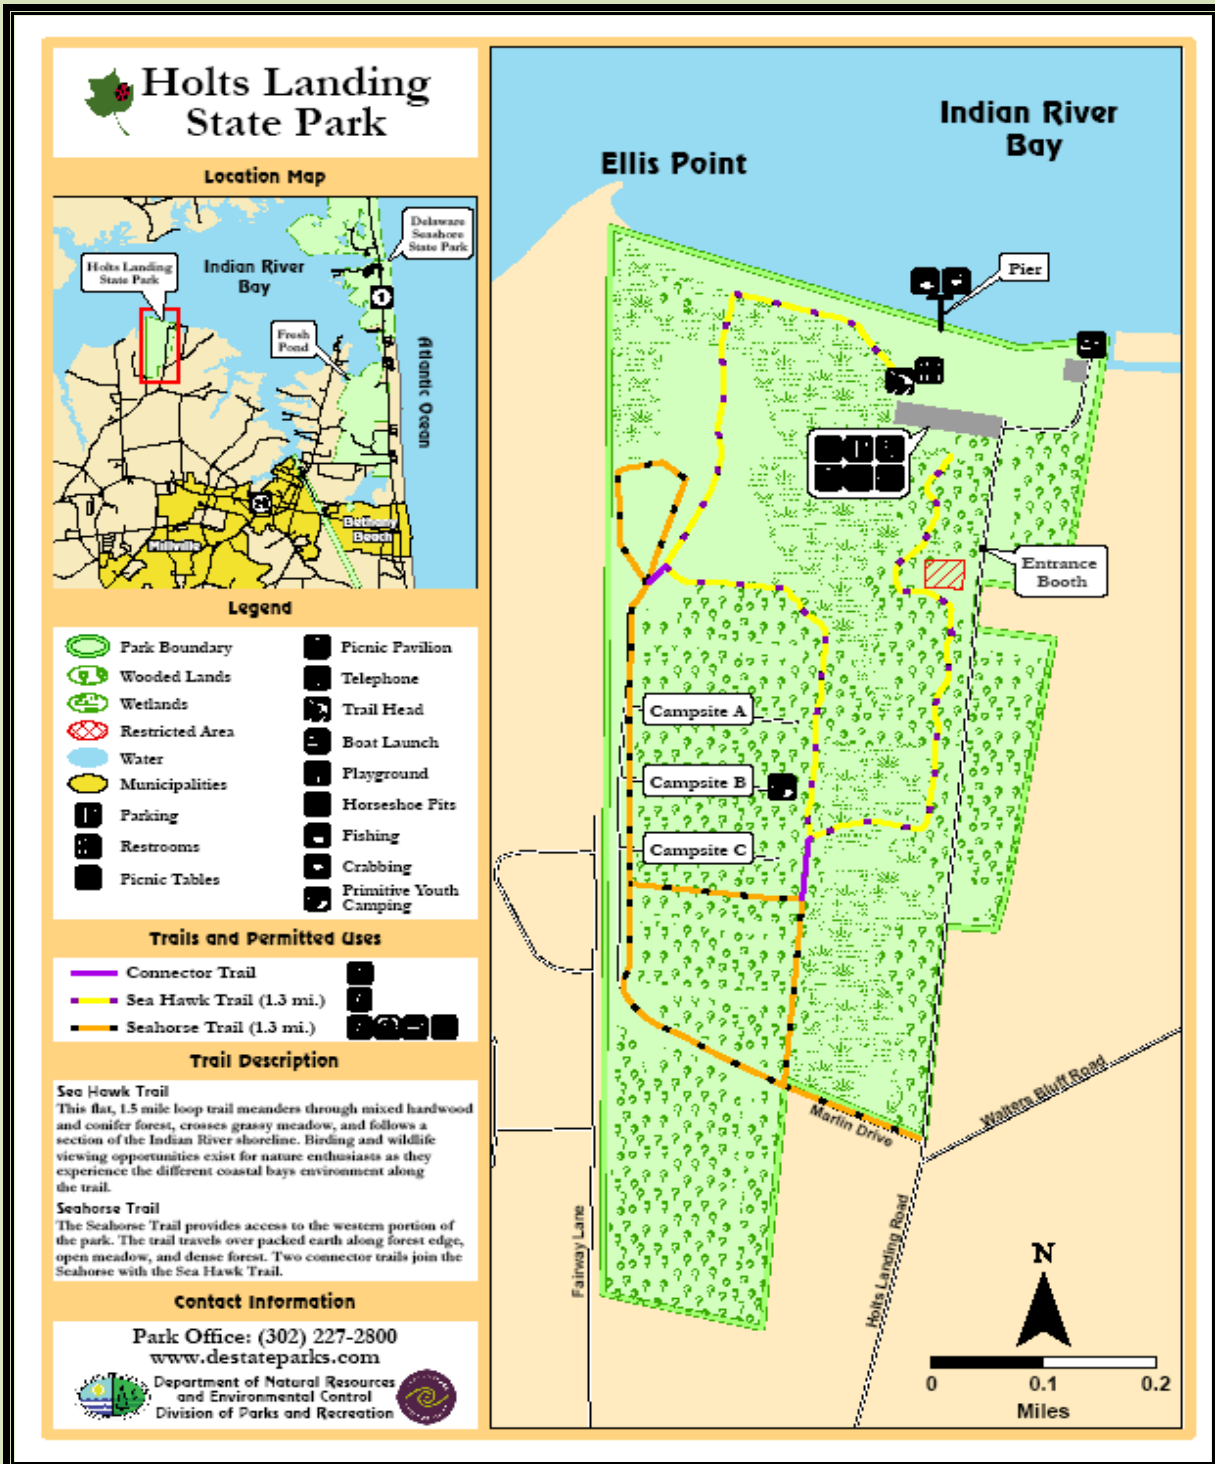 Holts Landing
State Park
Location Map
Delaware
Seashore
State Park
Holts Landing
State Park
Indian River
Bay
1
Fresh
Pond
Atlantic Ocean
26
Millville
Bethany
Beach
Legend
Park Boundary
Wooded Lands
Wetlands
Restricted Area
Water
Municipalities
Parking
Restrooms
Picnic Tables
Picnic Pavilion
Telephone
Trail Head
Boat Launch
Playground
Horseshoe Pits
Fishing
Crabbing
Primitive Youth
Camping
Trails and Permitted Uses
Connector Trail
Sea Hawk Trail (1.3 mi.)
Seahorse Trail (1.3 mi.)
Trail Description
Sea Hawk Trail
This flat, 1.5 mile loop trail meanders through mixed hardwood
and conifer forest, crosses grassy meadow, and follows a
section of the Indian River shoreline. Birding and wildlife
viewing opportunities exist for nature enthusiasts as they
experience the different coastal bays environment along
the trail.
Seahorse Trail
The Seahorse Trail provides access to the western portion of
the park. The trail travels over packed earth along forest edge,
open meadow, and dense forest. Two connector trails join the
Seahorse with the Sea Hawk Trail.
Contact Information
Park Office: (302) 227-2800
www.destateparks.com
Department of Natural Resources
and Environmental Control
Division of Parks and Recreation
Indian River
Bay
Ellis Point
Pier
Entrance
Booth
Campsite A
Campsite B
Campsite C
Marlin Drive
Walters Bluff Road
Fairway Lane
Holts Landing Road
N
0 0.1 0.2
Miles